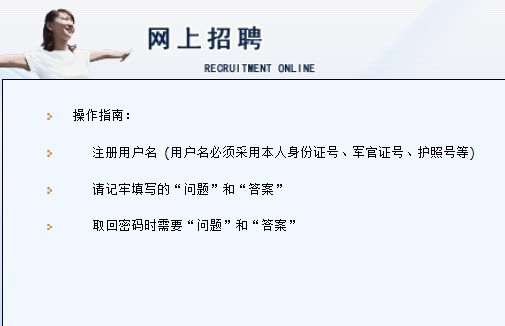 网上招聘
RECRUITMENT ONLINE
操作指南：
注册用户名（用户名必须采用本人身份证号、军官证号、护照号等）
请记牢填写的“问题”和“答案”
取回密码时需要“问题”和“答案”